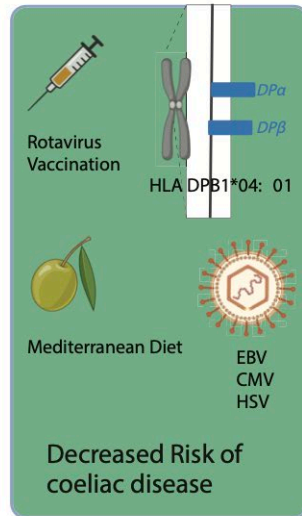 DPα
DPβ
Rotavirus
Vaccination
HLA DPB1*04: 01
Mediterranean Diet
EBV
CMV
HSV
Decreased Risk of
coeliac disease